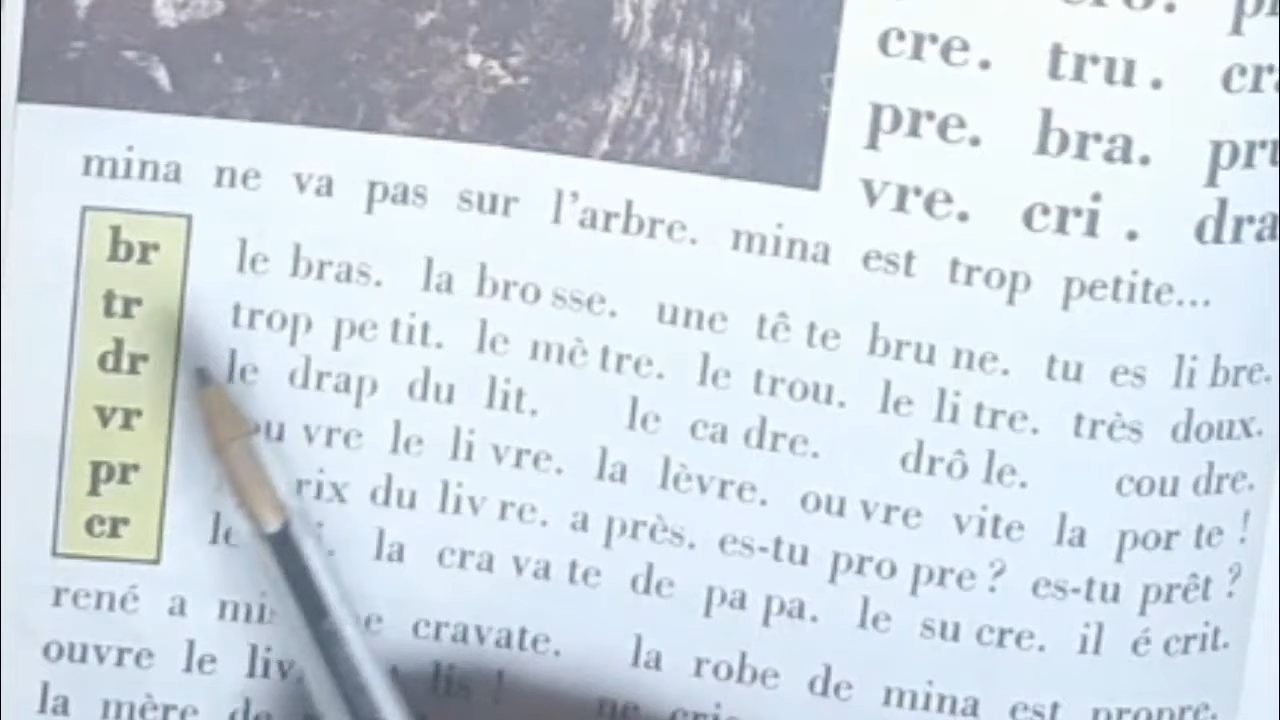 cre. tru.
pre. bra.
vre. cri. dra
mina ne va pas sur l'arbre. mina est trop petite...
br le bras. la bro sse. une tê te bru ne. tu es li bre.
tr trop pe tit. le mè tre. le trou. le li tre. très doux.
dr le drap du lit. le ca dre. drô le. cou dre.
vr vre le li vre. la lèvre. ou vre vite la por te !
pr rix du liv re. a près. es-tu pro pre ? es-tu prêt ?
cr la cra va te de pa pa. le su cre. il é crit.
rené a cravate. la robe de mina est propre.
ouvre le lis !
la mère